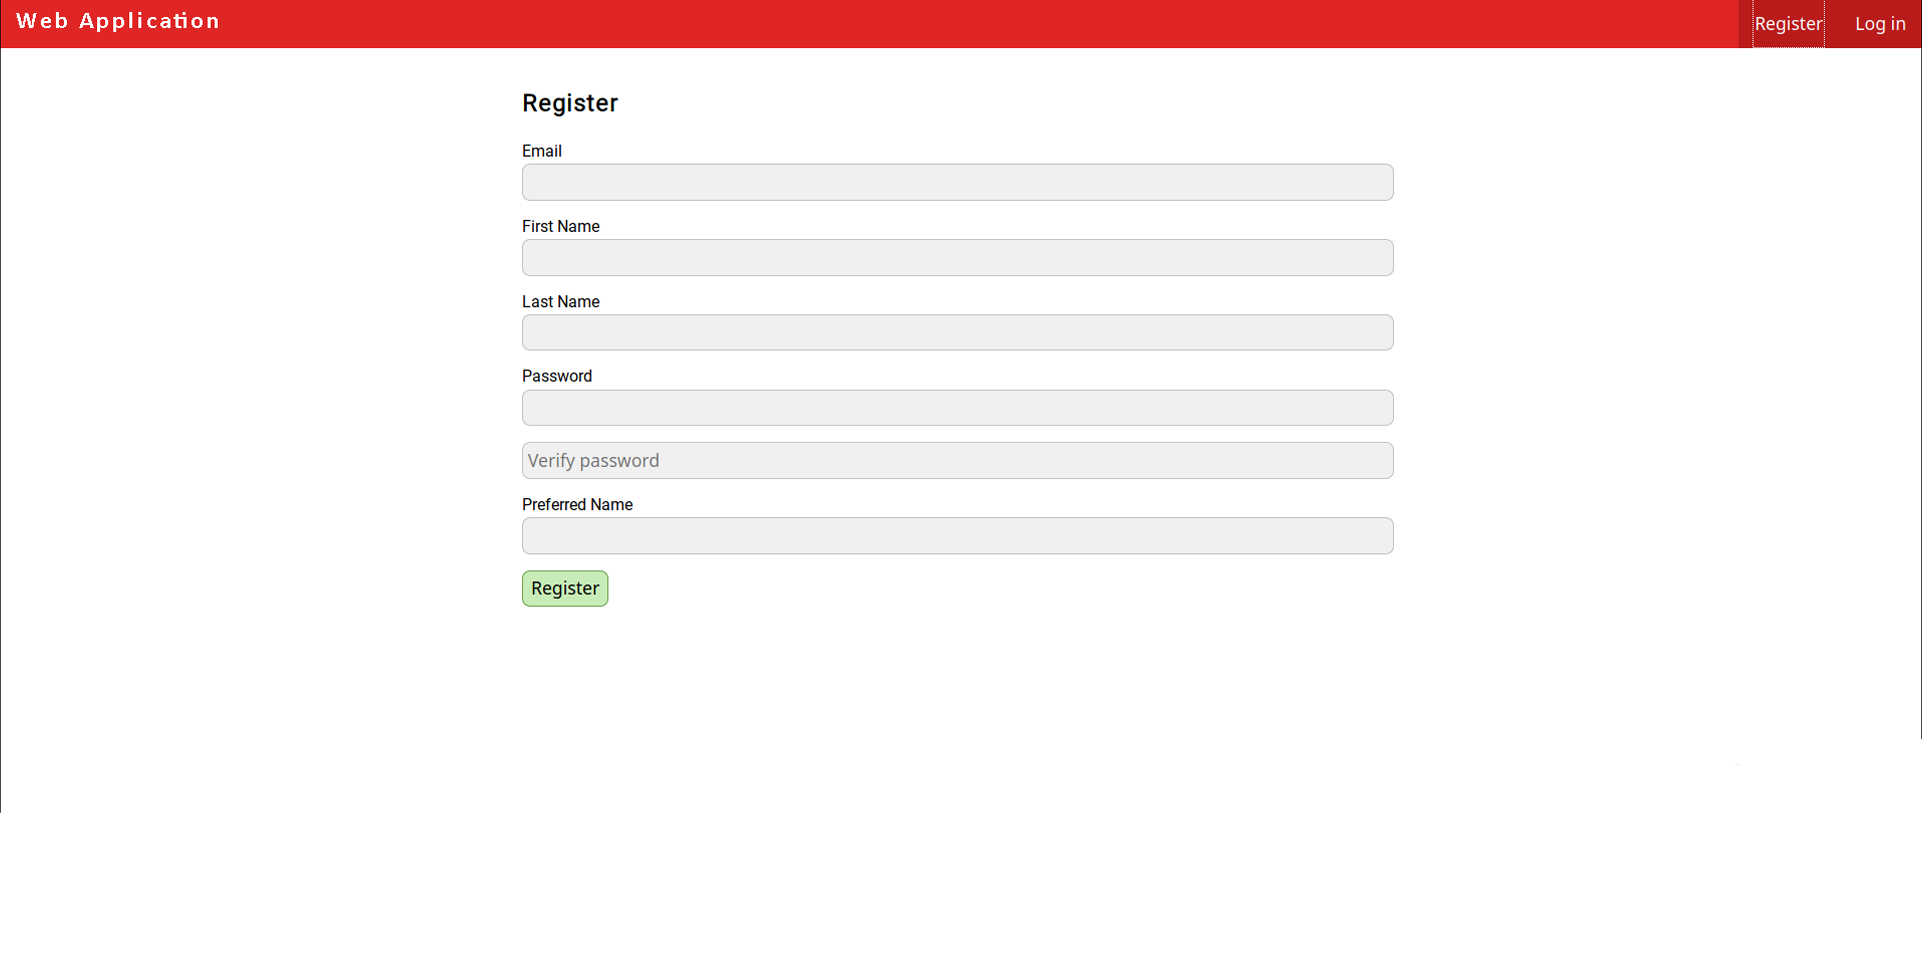 Web Application
Register
Log in
Register
Email
First Name
Last Name
Password
Verify password
Preferred Name
Register